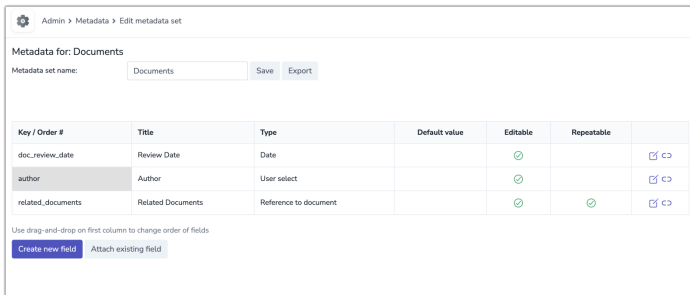 Admin > Metadata > Edit metadata set
Metadata for: Documents
Metadata set name: Documents Save Export
Key / Order # Title Type Default value Editable Repeatable
doc_review_date Review Date Date
author Author User select
related_documents Related Documents Reference to document
Use drag-and-drop on first column to change order of fields
Create new field Attach existing field